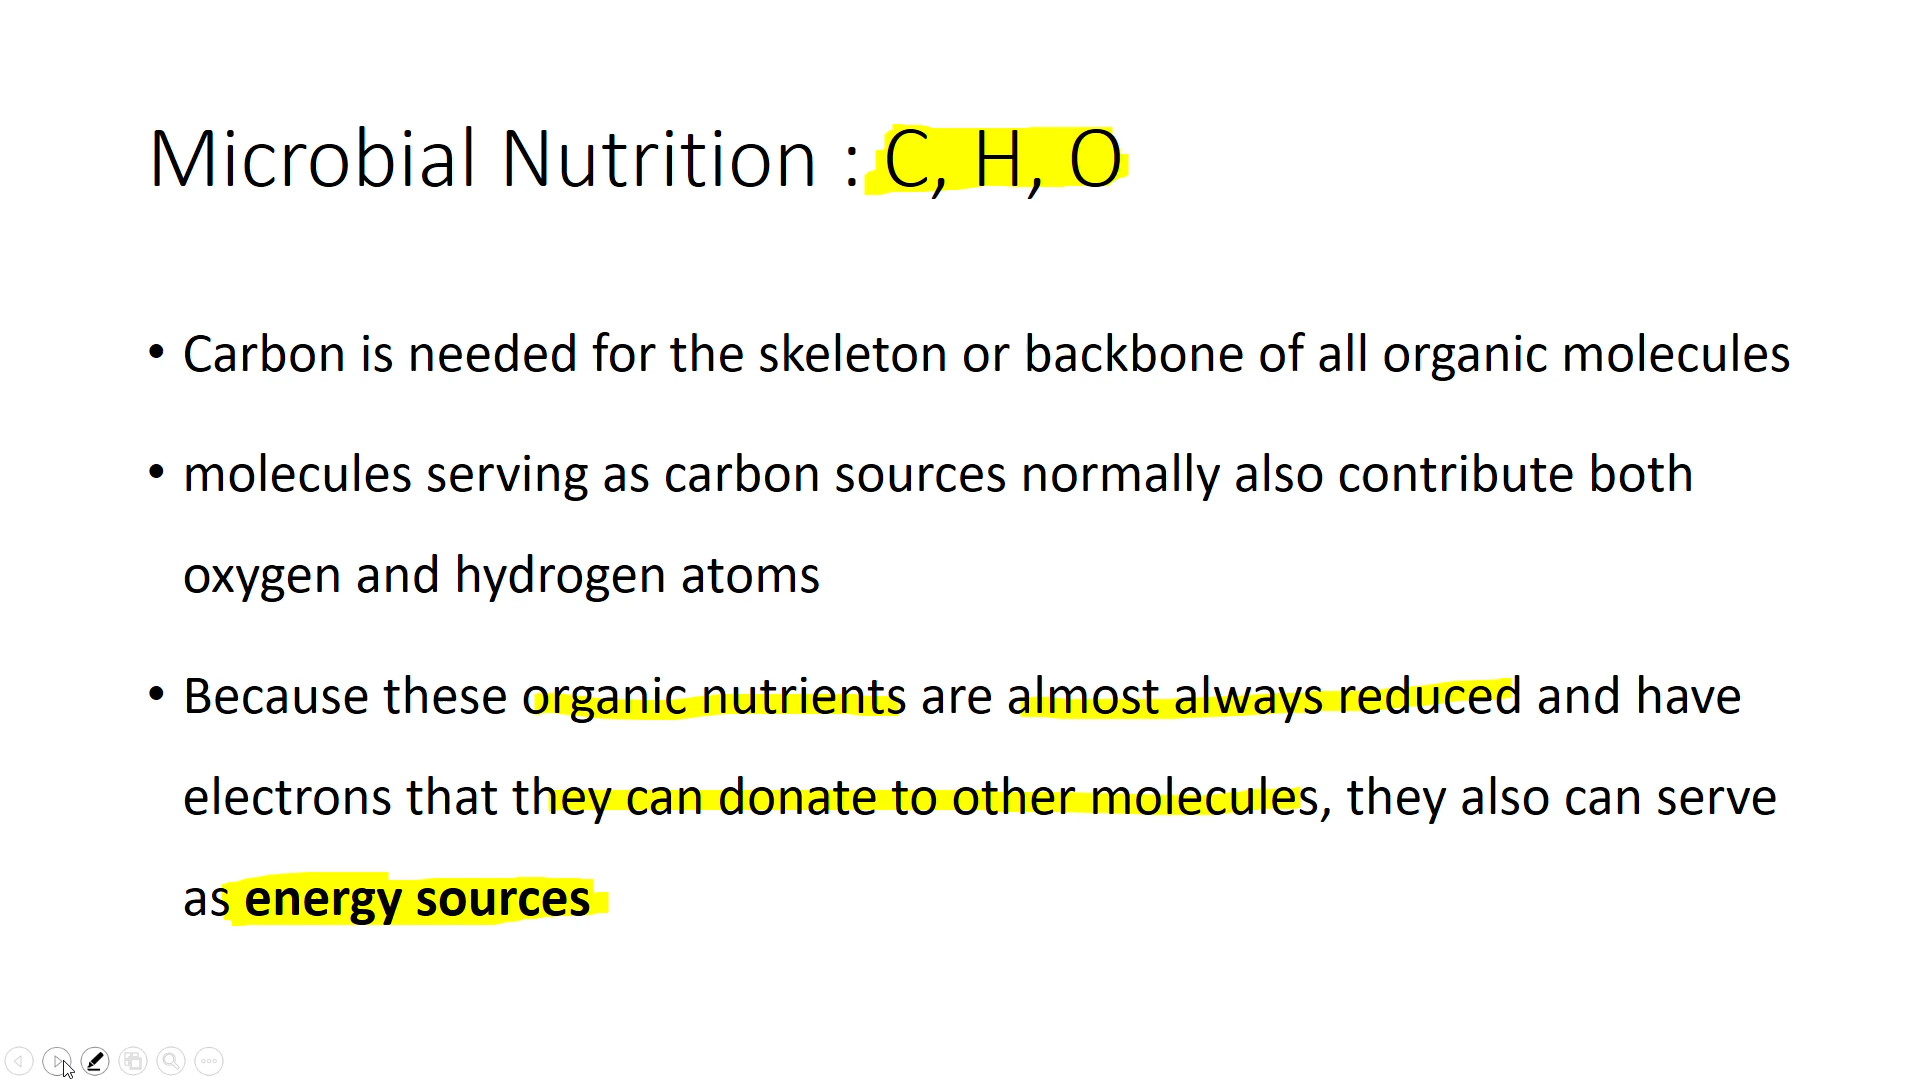 Microbial Nutrition : C, H, O
• Carbon is needed for the skeleton or backbone of all organic molecules
• molecules serving as carbon sources normally also contribute both
oxygen and hydrogen atoms
• Because these organic nutrients are almost always reduced and have
electrons that they can donate to other molecules, they also can serve
as energy sources